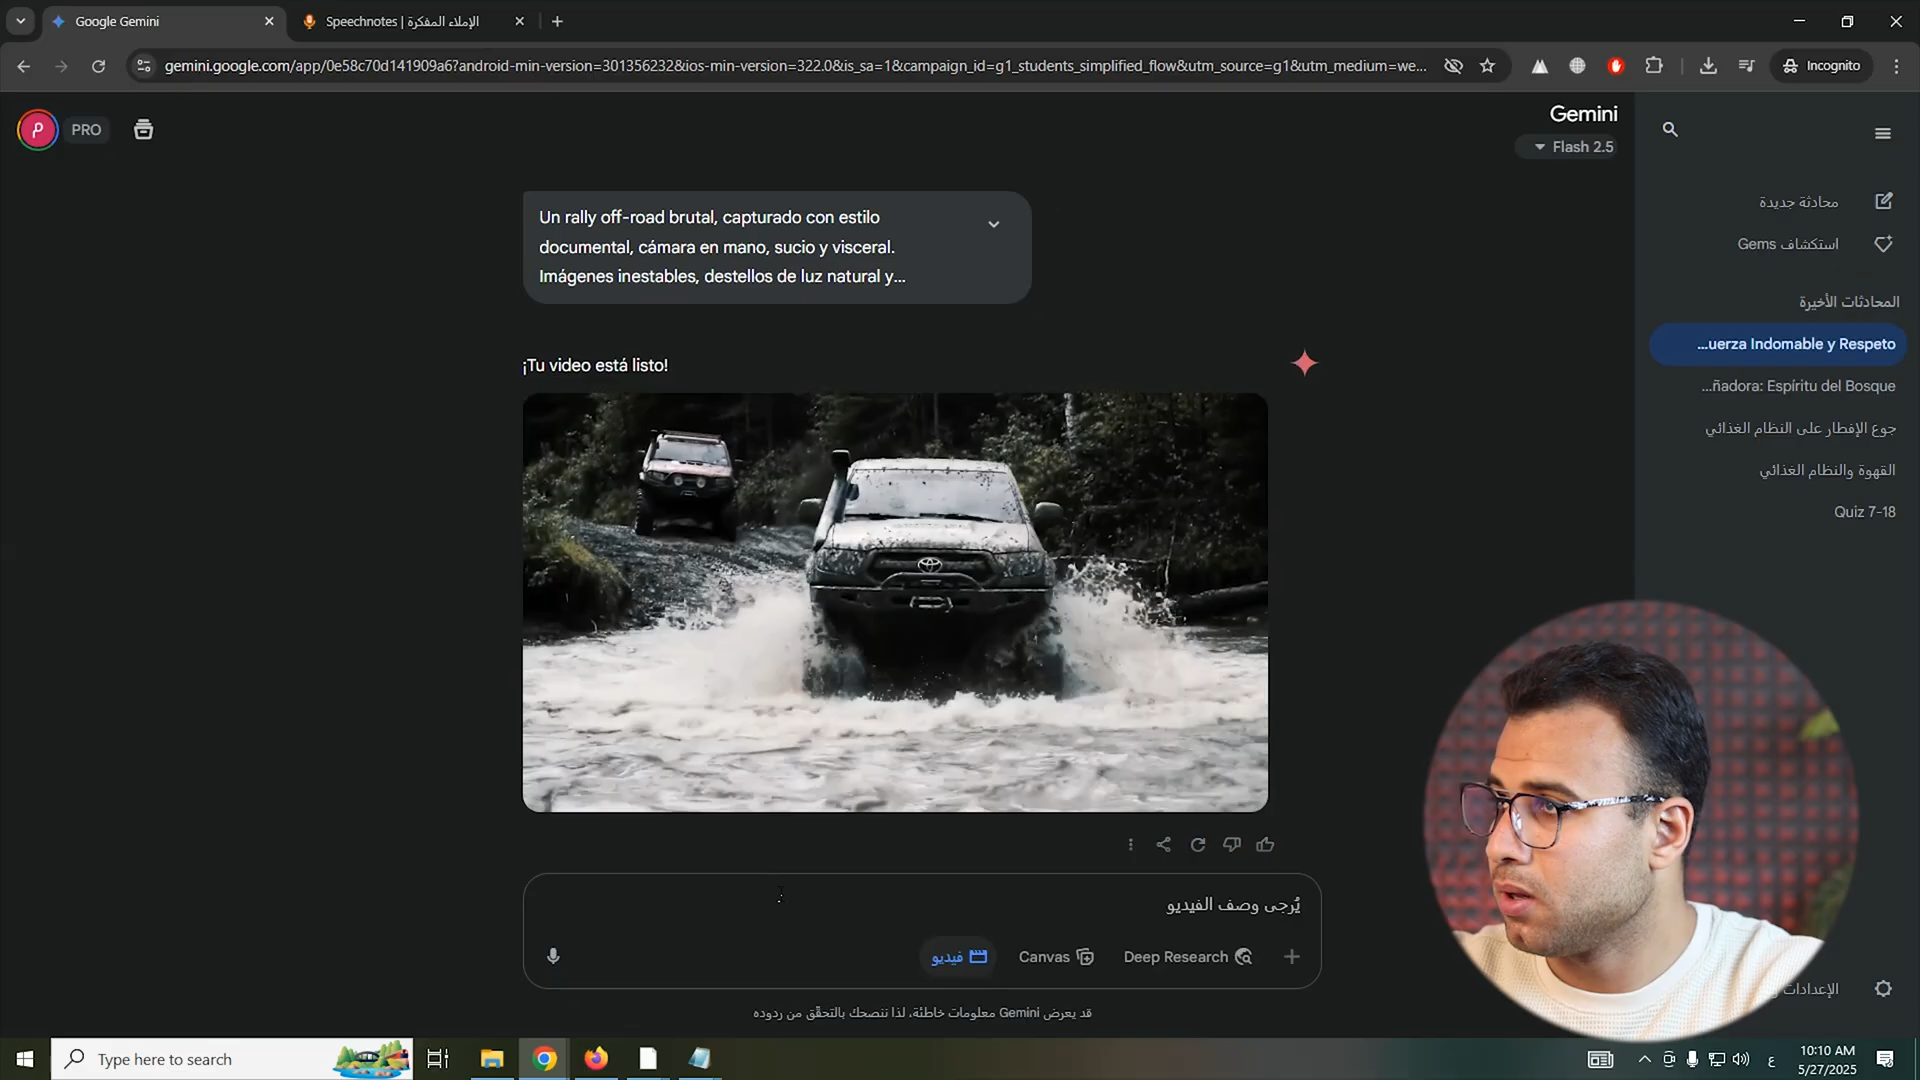 Google Gemini
Speechnotes | الإملاء المفكرة
gemini.google.com/app/0e58c70d141909a6?android-min-version=301356232&ios-min-version=322.0&is_sa=1&campaign_id=g1_students_simplified_flow&utm_source=g1&utm_medium=we...
Incognito
PRO
Gemini
Flash 2.5
Un rally off-road brutal, capturado con estilo
documental, cámara en mano, sucio y visceral.
Imágenes inestables, destellos de luz natural y...
¡Tu video está listo!
يُرجى وصف الفيديو
فيديو
Canvas
Deep Research
قد يعرض Gemini معلومات خاطئة، لذا ننصحك بالتحقّق من ردوده
محادثة جديدة
استكشاف Gems
المحادثات الأخيرة
...uerza Indomable y Respeto
...ñadora: Espíritu del Bosque
جوع الإفطار على النظام الغذائي
القهوة والنظام الغذائي
Quiz 7-18
الإعدادات
Type here to search
ع
10:10 AM
5/27/2025